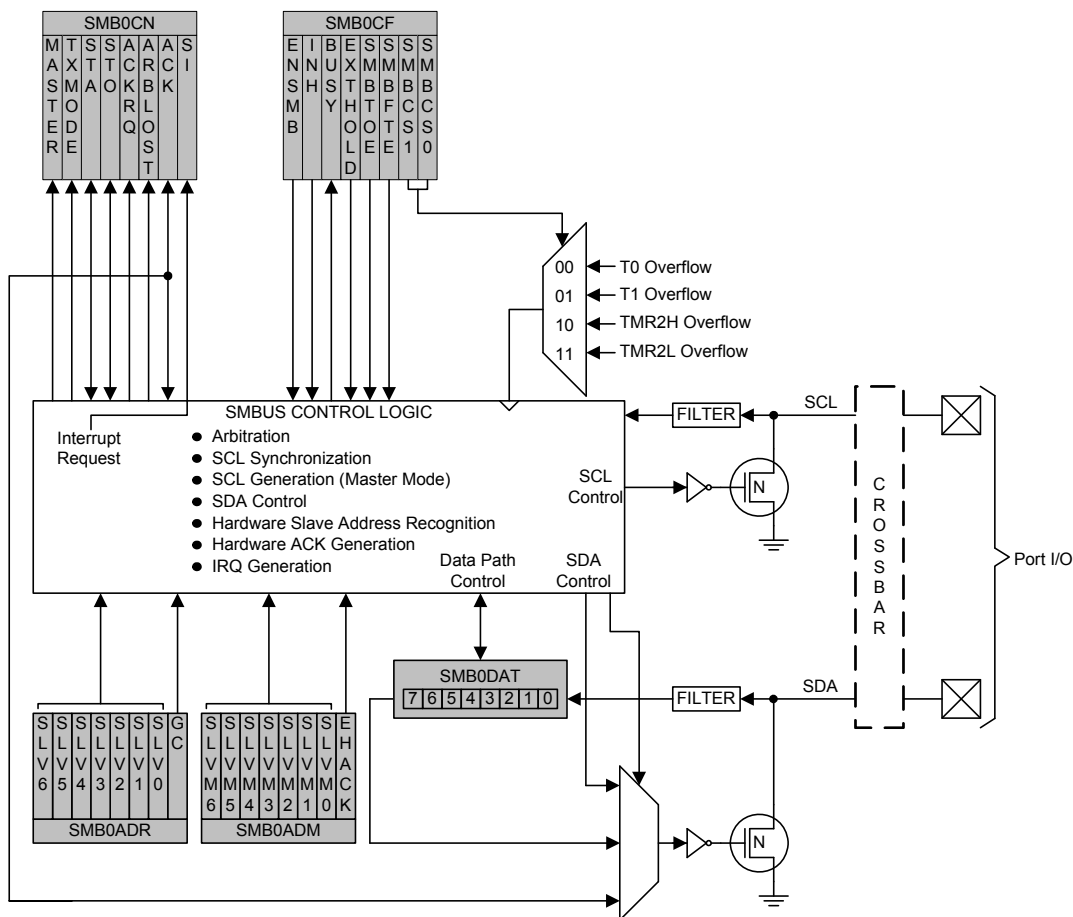 SMB0CN
MASTER
TXMODE
STA
STO
ACKRQ
ARBLOST
ACK
SI
SMB0CF
ENSMB
INH
BUSY
EXTHOLD
SMBTOE
SMBFTE
SMBCS1
SMBCS0
00
01
10
11
T0 Overflow
T1 Overflow
TMR2H Overflow
TMR2L Overflow
SMBUS CONTROL LOGIC
Interrupt
Request
● Arbitration
● SCL Synchronization
● SCL Generation (Master Mode)
● SDA Control
● Hardware Slave Address Recognition
● Hardware ACK Generation
● IRQ Generation
Data Path
Control
SCL
Control
SDA
Control
FILTER
SCL
N
CROSSBAR
Port I/O
SMB0DAT
7 6 5 4 3 2 1 0
FILTER
SDA
N
SLV6
SLV5
SLV4
SLV3
SLV2
SLV1
SLV0
GC
SMB0ADR
SLVM6
SLVM5
SLVM4
SLVM3
SLVM2
SLVM1
SLVM0
EHACK
SMB0ADM